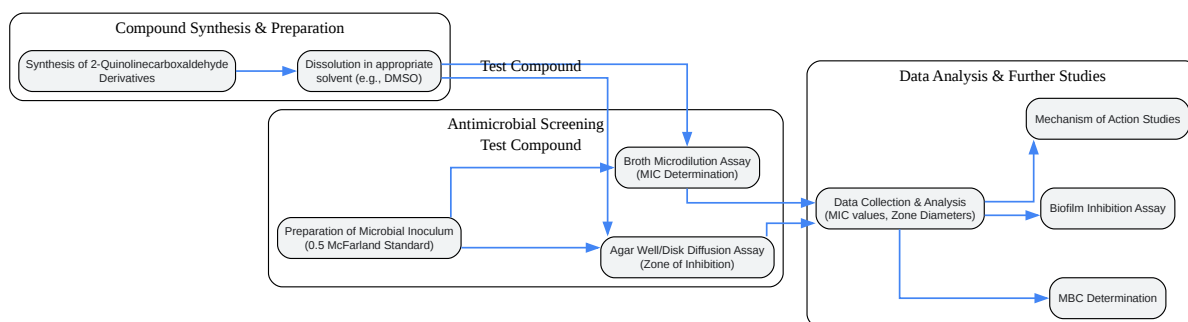 Compound Synthesis & Preparation
Synthesis of 2-Quinolinecarboxaldehyde
Derivatives
Dissolution in appropriate
solvent (e.g., DMSO)
Test Compound
Antimicrobial Screening
Test Compound
Broth Microdilution Assay
(MIC Determination)
Preparation of Microbial Inoculum
(0.5 McFarland Standard)
Agar Well/Disk Diffusion Assay
(Zone of Inhibition)
Data Analysis & Further Studies
Mechanism of Action Studies
Data Collection & Analysis
(MIC values, Zone Diameters)
Biofilm Inhibition Assay
MBC Determination